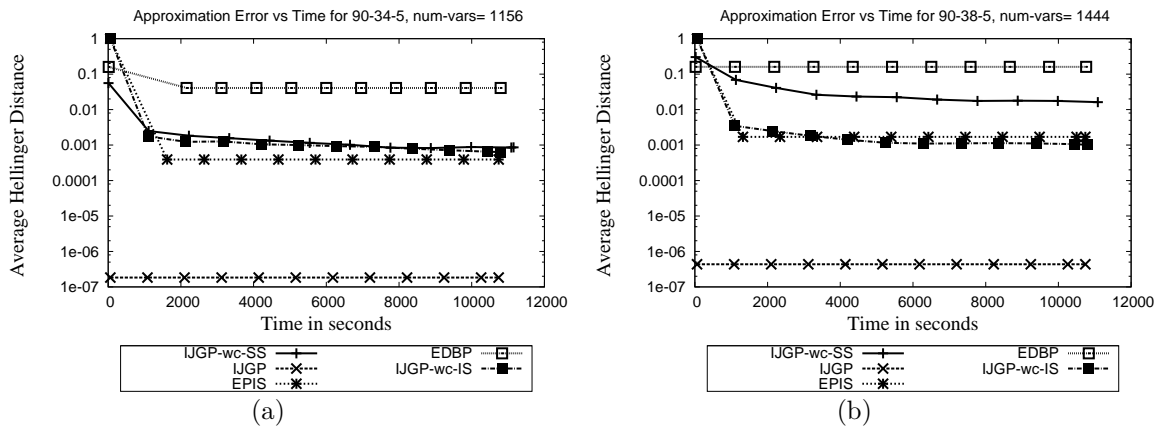 Approximation Error vs Time for 90-34-5, num-vars= 1156
1
0.1
0.01
0.001
0.0001
1e-05
1e-06
1e-07
Average Hellinger Distance
0 2000 4000 6000 8000 10000 12000
Time in seconds
IJGP-wc-SS
IJGP
EPIS
EDBP
IJGP-wc-IS
(a)
Approximation Error vs Time for 90-38-5, num-vars= 1444
1
0.1
0.01
0.001
0.0001
1e-05
1e-06
1e-07
Average Hellinger Distance
0 2000 4000 6000 8000 10000 12000
Time in seconds
IJGP-wc-SS
IJGP
EPIS
EDBP
IJGP-wc-IS
(b)